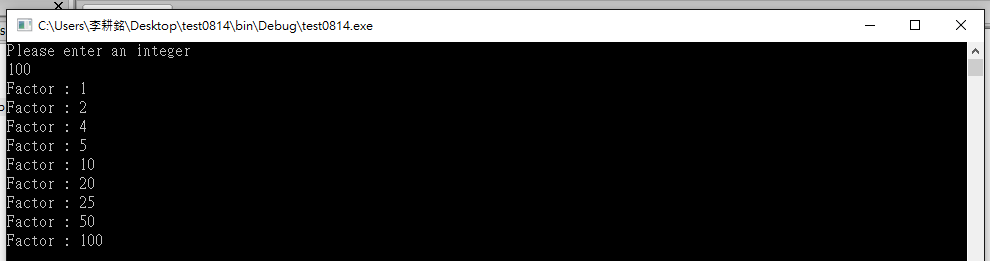 C:\Users\李耕銘\Desktop\test0814\bin\Debug\test0814.exe
Please enter an integer
100
Factor : 1
Factor : 2
Factor : 4
Factor : 5
Factor : 10
Factor : 20
Factor : 25
Factor : 50
Factor : 100